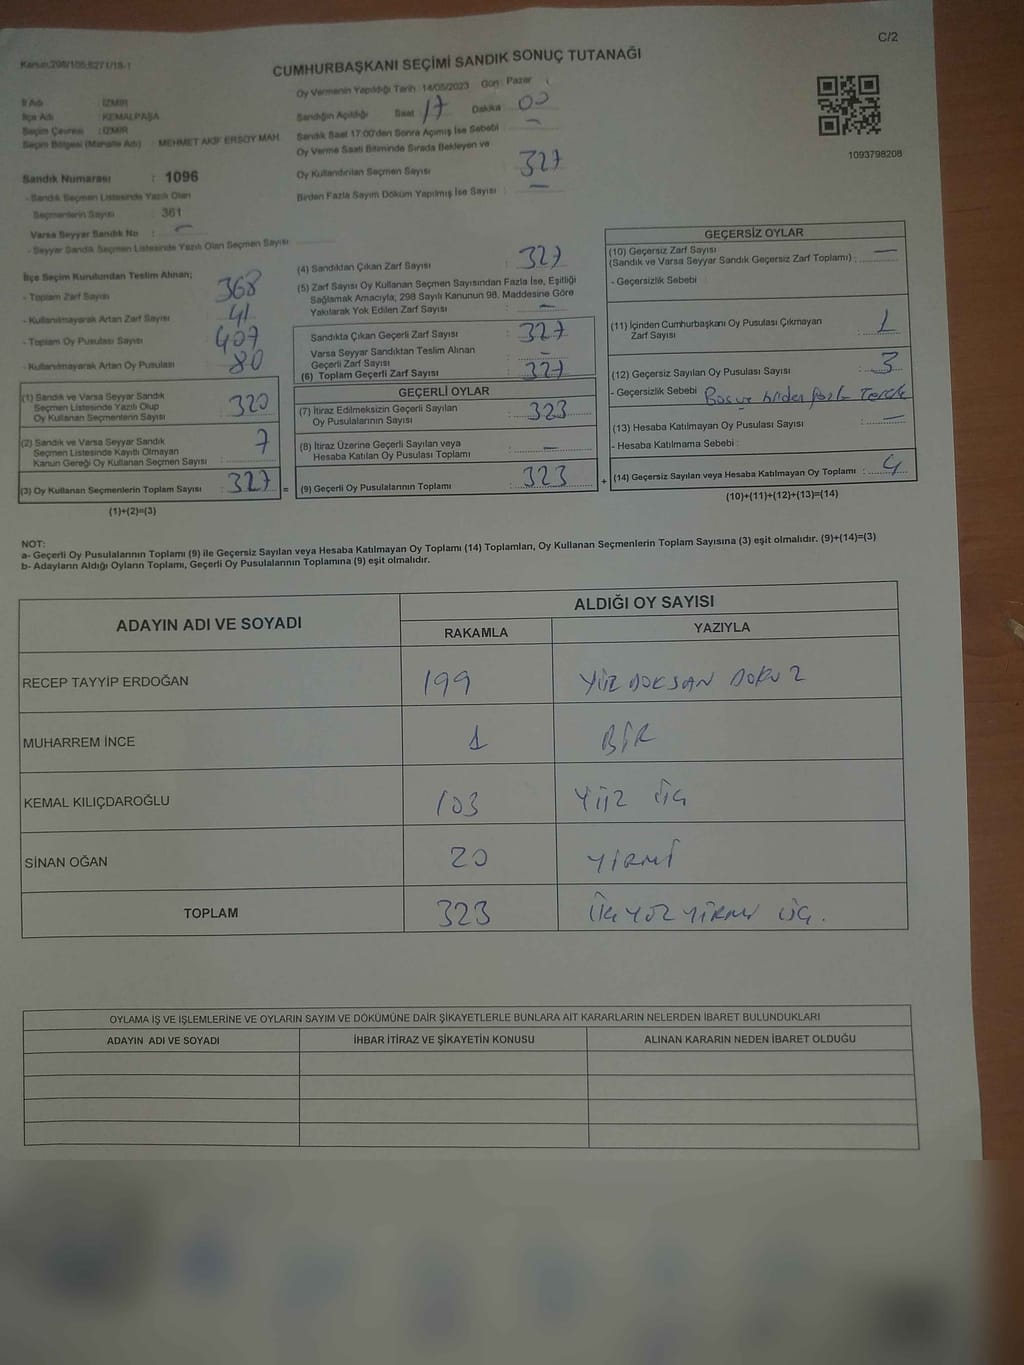 C/2
Kanun:298/105,6271/19-1
CUMHURBAŞKANI SEÇİMİ SANDIK SONUÇ TUTANAĞI
İl Adı : İZMİR
İlçe Adı : KEMALPAŞA
Seçim Çevresi : İZMİR
Seçim Bölgesi (Mahalle Adı) MEHMET AKİF ERSOY MAH.
Sandık Numarası : 1096
- Sandık Seçmen Listesinde Yazılı Olan
Seçmenlerin Sayısı : 361
Varsa Seyyar Sandık No : -
- Seyyar Sandık Seçmen Listesinde Yazılı Olan Seçmen Sayısı
Oy Vermenin Yapıldığı Tarih :14/05/2023 Gün : Pazar
Sandığın Açıldığı Saat 17 Dakika 00
Sandık Saat 17:00'den Sonra Açımış İse Sebebi : -
Oy Verme Saati Bitiminde Sırada Bekleyen ve
Oy Kullandırılan Seçmen Sayısı : 327
Birden Fazla Sayım Döküm Yapılmış İse Sayısı : -
1093798208
İlçe Seçim Kurulundan Teslim Alınan;
- Toplam Zarf Sayısı 368
- Kullanılmayarak Artan Zarf Sayısı 41
- Toplam Oy Pusulası Sayısı 407
- Kullanılmayarak Artan Oy Pusulası 80
(1) Sandık ve Varsa Seyyar Sandık
Seçmen Listesinde Yazılı Olup
Oy Kullanan Seçmenlerin Sayısı : 320
(2) Sandık ve Varsa Seyyar Sandık
Seçmen Listesinde Kayıtlı Olmayan
Kanun Gereği Oy Kullanan Seçmen Sayısı : 7
(3) Oy Kullanan Seçmenlerin Toplam Sayısı : 327 =
(1)+(2)=(3)
(4) Sandıktan Çıkan Zarf Sayısı : 327
(5) Zarf Sayısı Oy Kullanan Seçmen Sayısından Fazla İse, Eşitliği
Sağlamak Amacıyla, 298 Sayılı Kanunun 98. Maddesine Göre
Yakılarak Yok Edilen Zarf Sayısı : -
Sandıkta Çıkan Geçerli Zarf Sayısı : 327
Varsa Seyyar Sandıktan Teslim Alınan
Geçerli Zarf Sayısı : -
(6) Toplam Geçerli Zarf Sayısı : 327
GEÇERLİ OYLAR
(7) İtiraz Edilmeksizin Geçerli Sayılan
Oy Pusulalarının Sayısı : 323
(8) İtiraz Üzerine Geçerli Sayılan veya
Hesaba Katılan Oy Pusulası Toplamı : -
(9) Geçerli Oy Pusulalarının Toplamı : 323 +
GEÇERSİZ OYLAR
(10) Geçersiz Zarf Sayısı
(Sandık ve Varsa Seyyar Sandık Geçersiz Zarf Toplamı) : -
- Geçersizlik Sebebi :
(11) İçinden Cumhurbaşkanı Oy Pusulası Çıkmayan
Zarf Sayısı : 1
(12) Geçersiz Sayılan Oy Pusulası Sayısı : 3
- Geçersizlik Sebebi : Boş ve birden fazla Tercih
(13) Hesaba Katılmayan Oy Pusulası Sayısı : -
- Hesaba Katılmama Sebebi :
(14) Geçersiz Sayılan veya Hesaba Katılmayan Oy Toplamı : 4
(10)+(11)+(12)+(13)=(14)
NOT:
a- Geçerli Oy Pusulalarının Toplamı (9) ile Geçersiz Sayılan veya Hesaba Katılmayan Oy Toplamı (14) Toplamları, Oy Kullanan Seçmenlerin Toplam Sayısına (3) eşit olmalıdır. (9)+(14)=(3)
b- Adayların Aldığı Oyların Toplamı, Geçerli Oy Pusulalarının Toplamına (9) eşit olmalıdır.
ADAYIN ADI VE SOYADI ALDIĞI OY SAYISI
RAKAMLA YAZIYLA
RECEP TAYYİP ERDOĞAN 199 YÜZ DOKSAN DOKUZ
MUHARREM İNCE 1 BİR
KEMAL KILIÇDAROĞLU 103 YÜZ ÜÇ
SİNAN OĞAN 20 YİRMİ
TOPLAM 323 ÜÇ YÜZ YİRMİ ÜÇ.
OYLAMA İŞ VE İŞLEMLERİNE VE OYLARIN SAYIM VE DÖKÜMÜNE DAİR ŞİKAYETLERLE BUNLARA AİT KARARLARIN NELERDEN İBARET BULUNDUKLARI
ADAYIN ADI VE SOYADI İHBAR İTİRAZ VE ŞİKAYETİN KONUSU ALINAN KARARIN NEDEN İBARET OLDUĞU